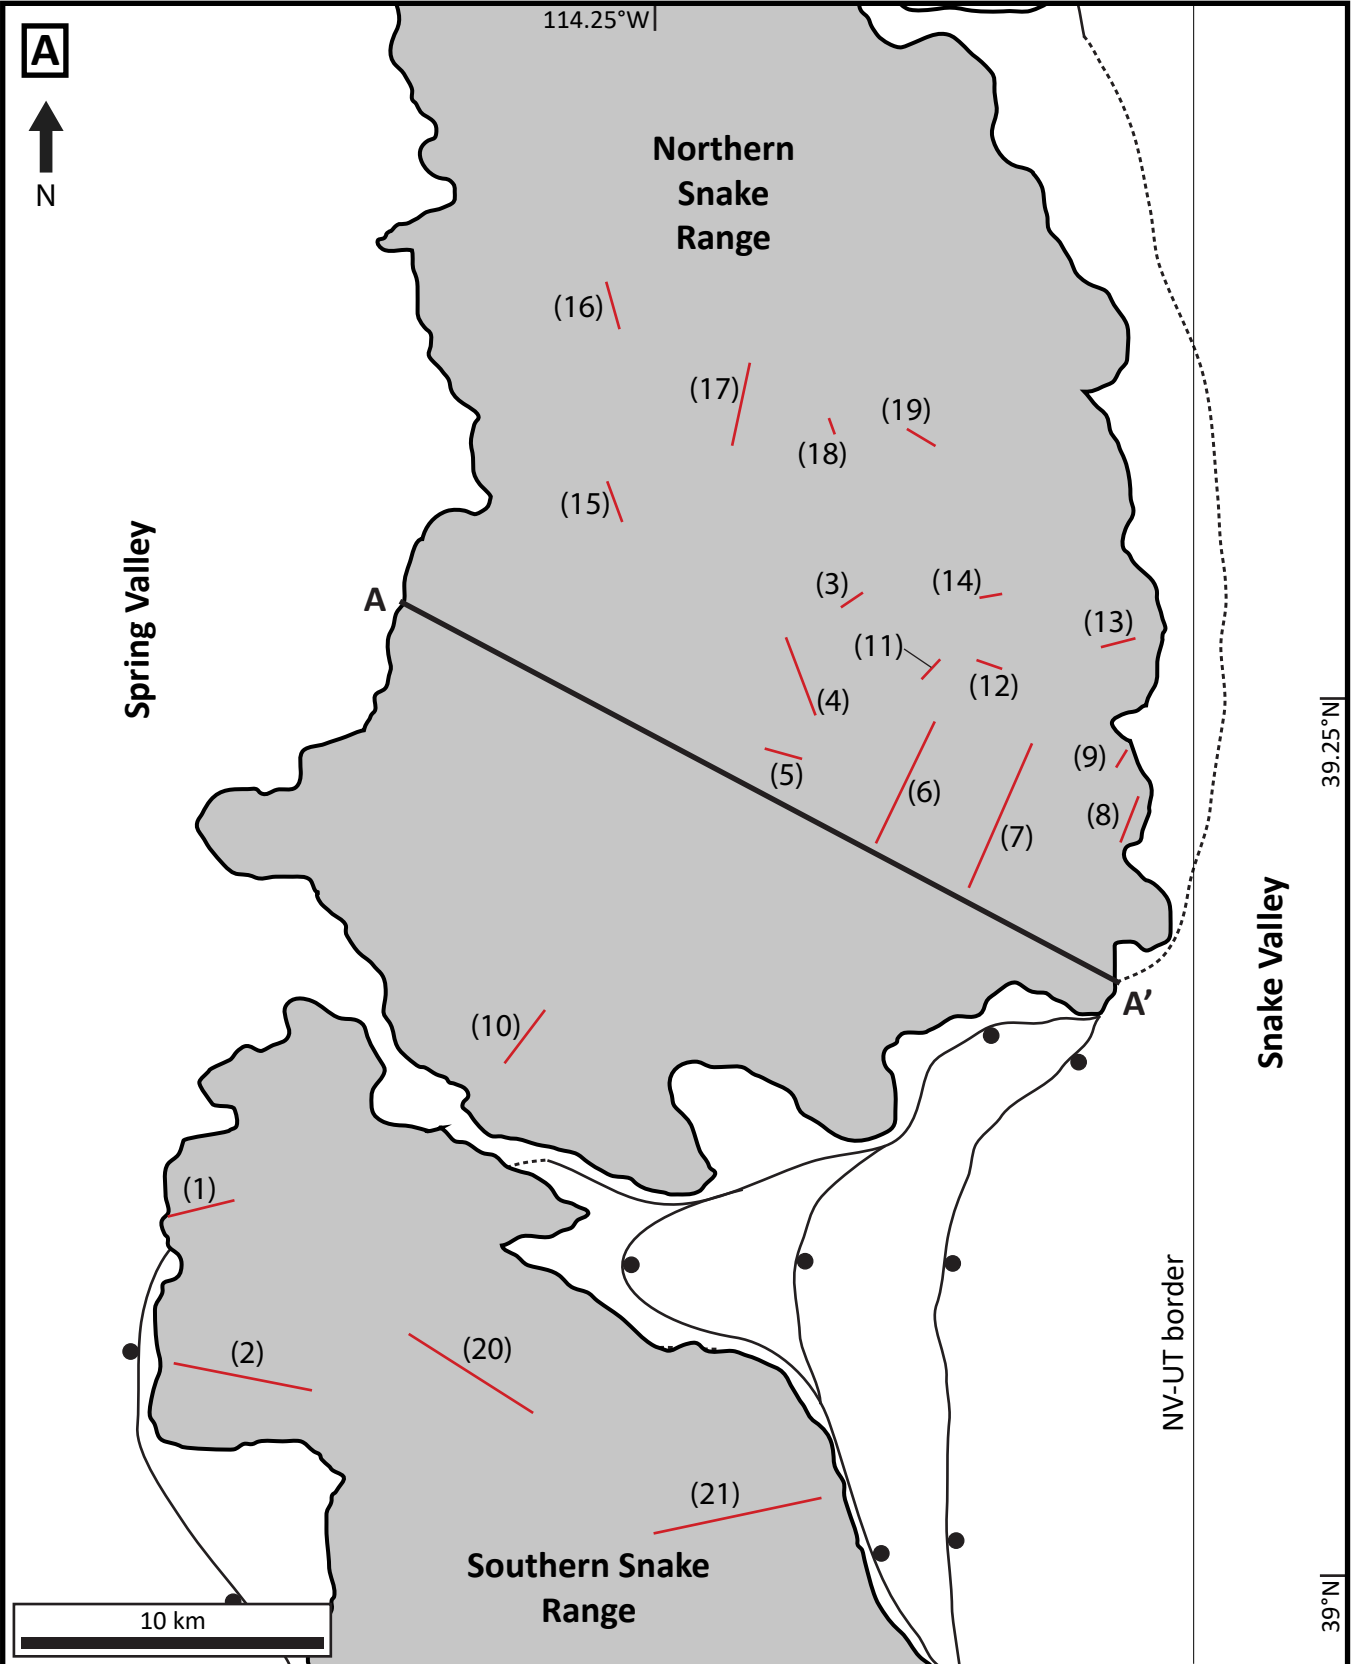 114.25°W
A
N
Northern
Snake
Range
(16)
(17)
(19)
(18)
(15)
Spring Valley
(3)
(14)
A
(13)
(11)
(12)
(4)
39.25°N
(9)
(5)
(6)
(8)
(7)
Snake Valley
A’
(10)
(1)
NV-UT border
(2)
(20)
(21)
Southern Snake
Range
39°N
10 km